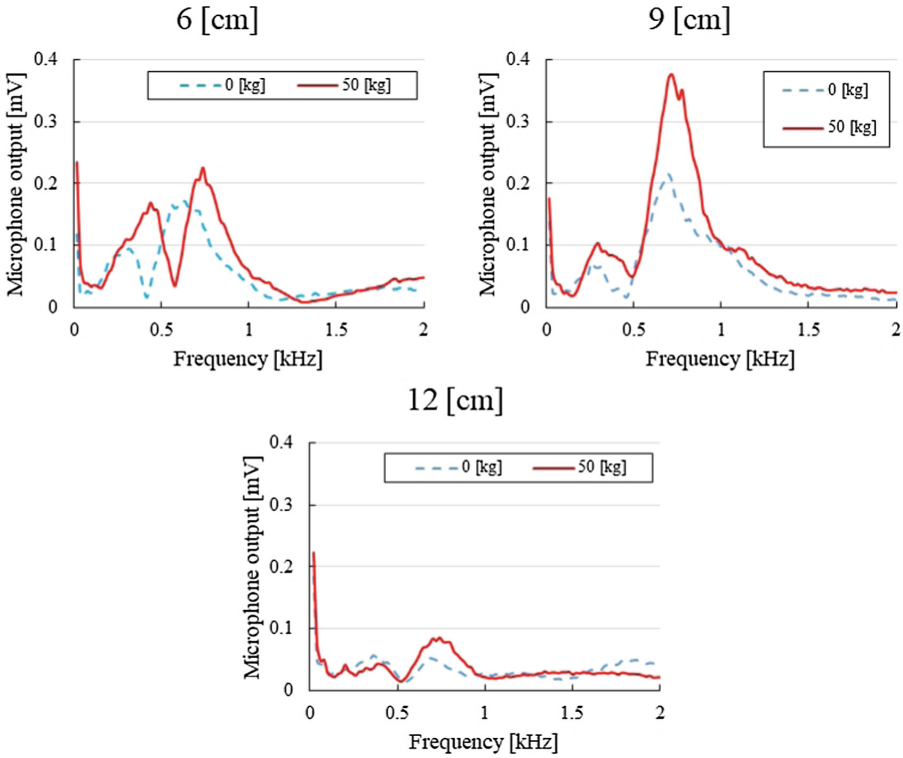 6 [cm]
Microphone output [mV]
0.4
0.3
0.2
0.1
0
0 [kg] 50 [kg]
0 0.5 1 1.5 2
Frequency [kHz]
9 [cm]
Microphone output [mV]
0.4
0.3
0.2
0.1
0
0 [kg]
50 [kg]
0 0.5 1 1.5 2
Frequency [kHz]
12 [cm]
Microphone output [mV]
0.4
0.3
0.2
0.1
0
0 [kg] 50 [kg]
0 0.5 1 1.5 2
Frequency [kHz]